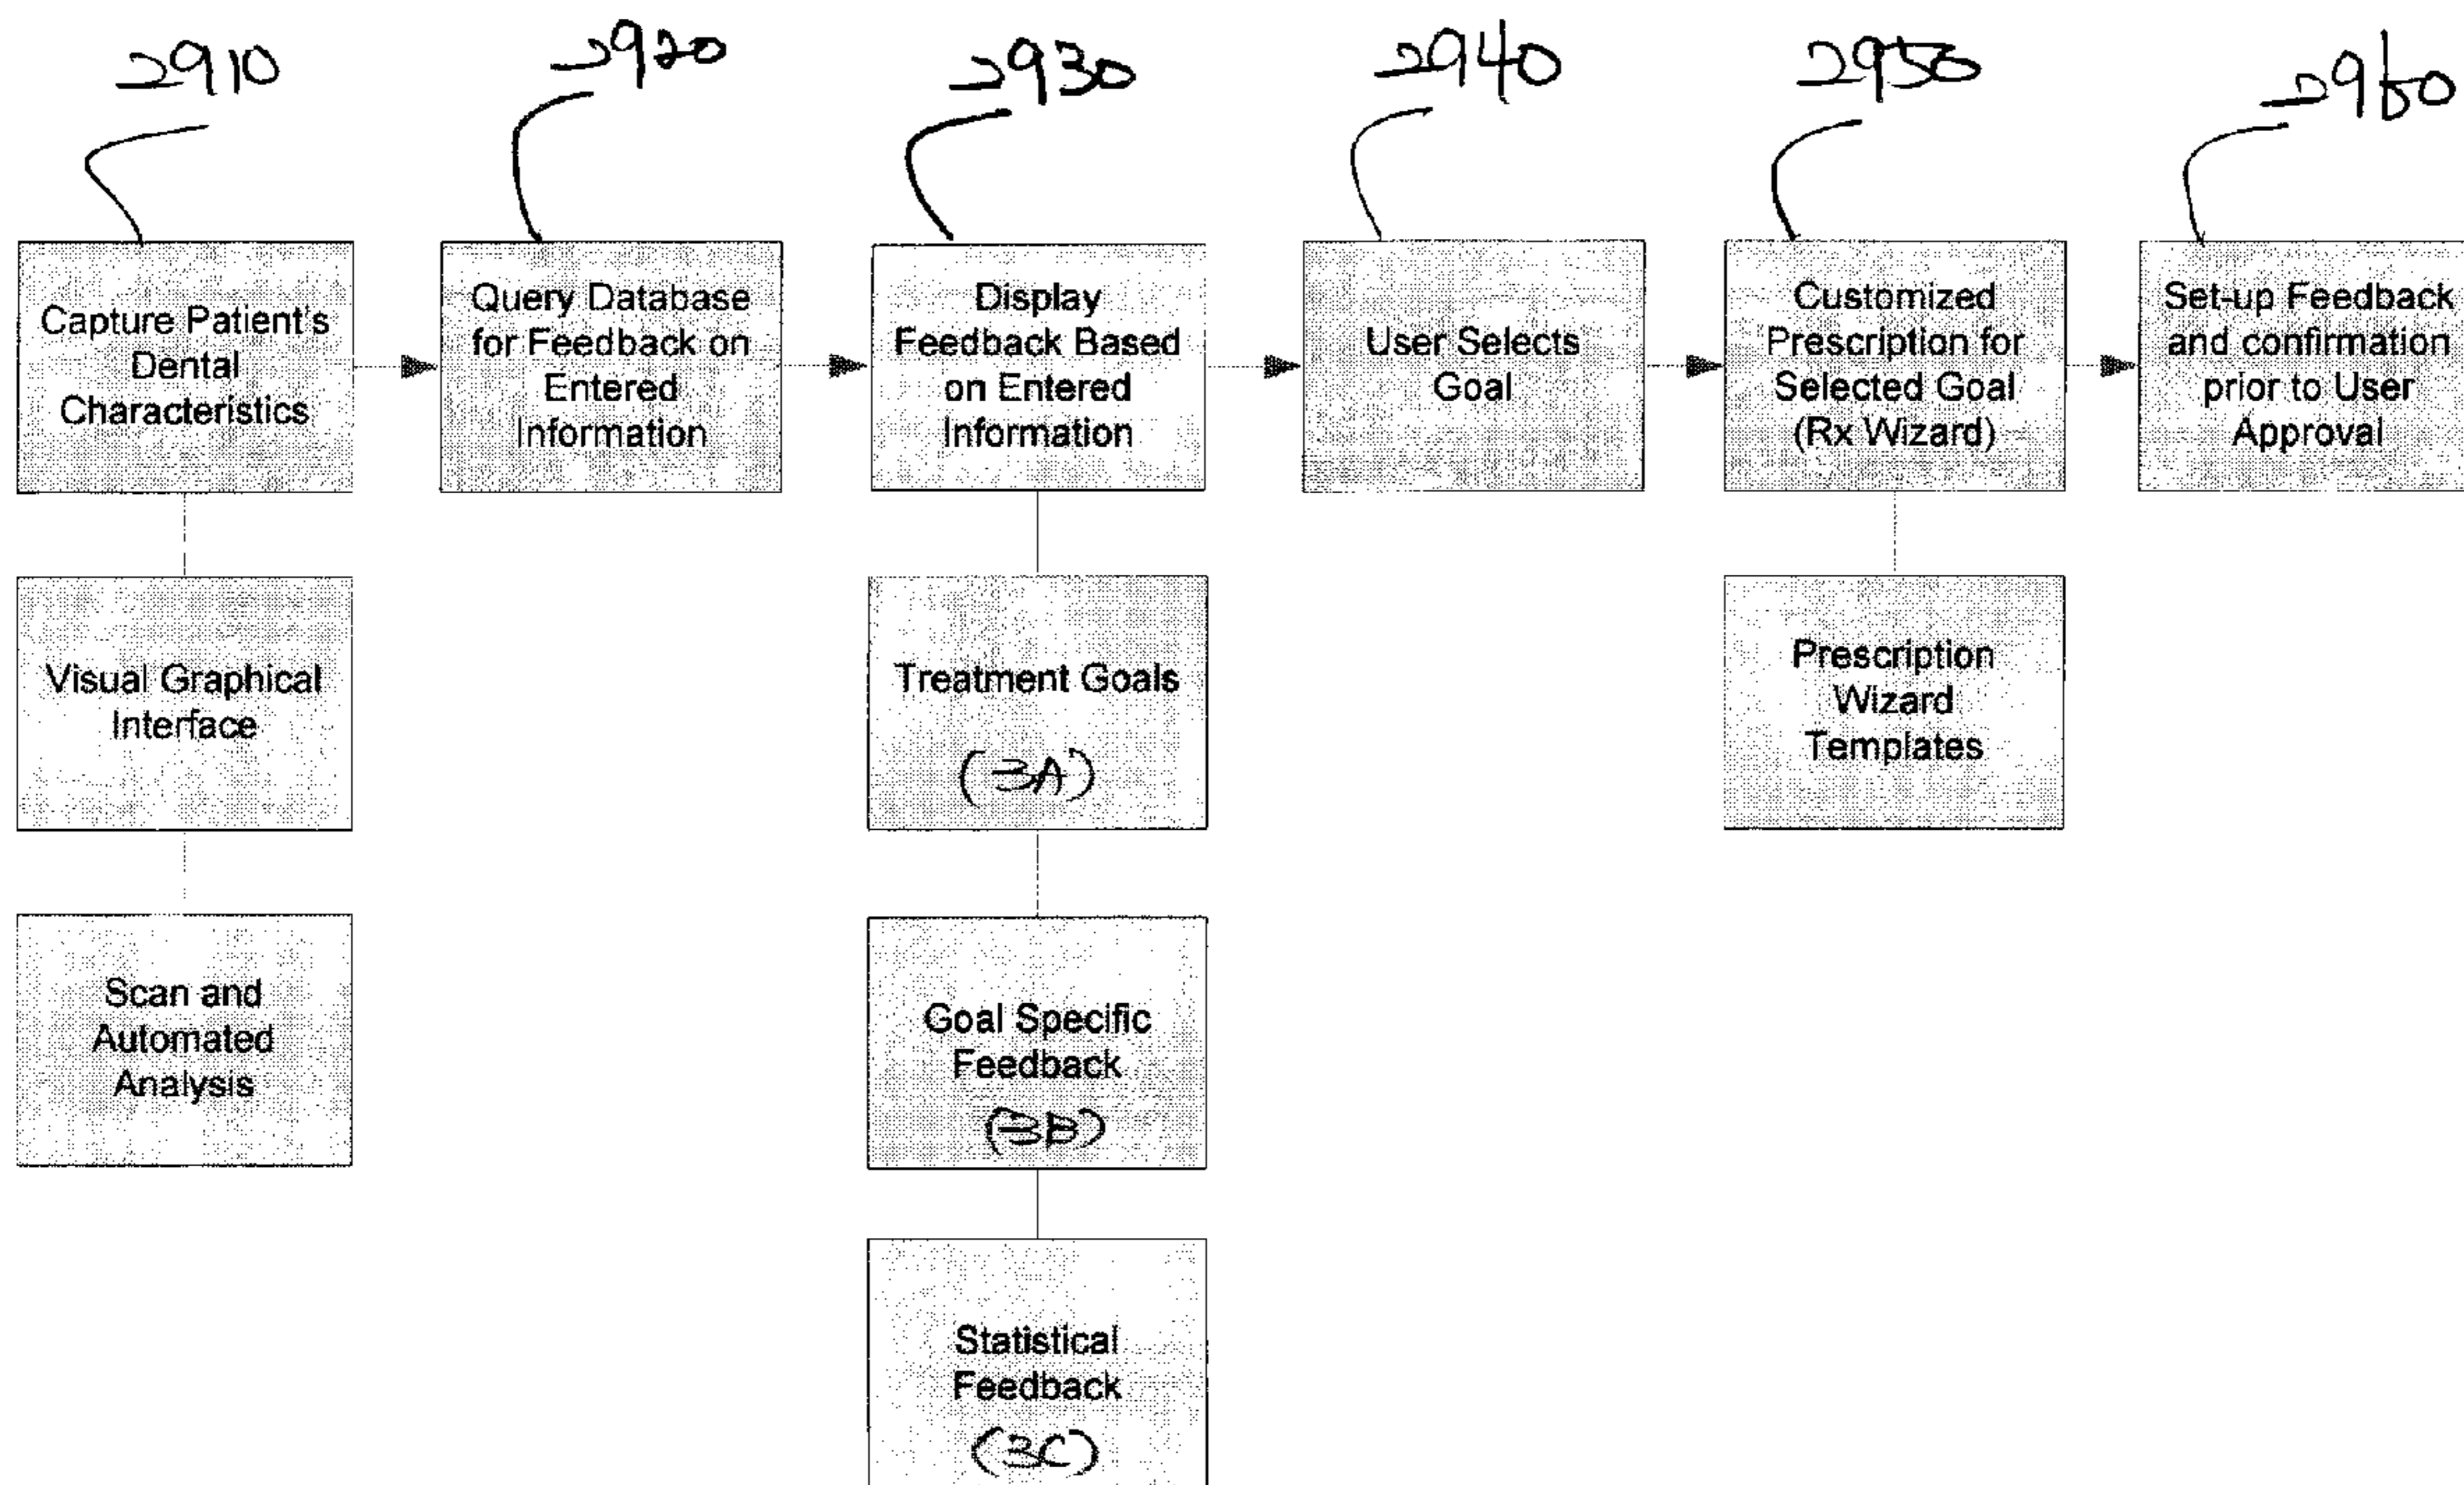 2910
2920
2930
2940
2950
2960
Capture Patient's
Dental
Characteristics
Query Database
for Feedback on
Entered
Information
Display
Feedback Based
on Entered
Information
User Selects
Goal
Customized
Prescription for
Selected Goal
(Rx Wizard)
Set-up Feedback
and confirmation
prior to User
Approval
Visual Graphical
Interface
Treatment Goals
(3A)
Prescription
Wizard
Templates
Scan and
Automated
Analysis
Goal Specific
Feedback
(3B)
Statistical
Feedback
(3C)